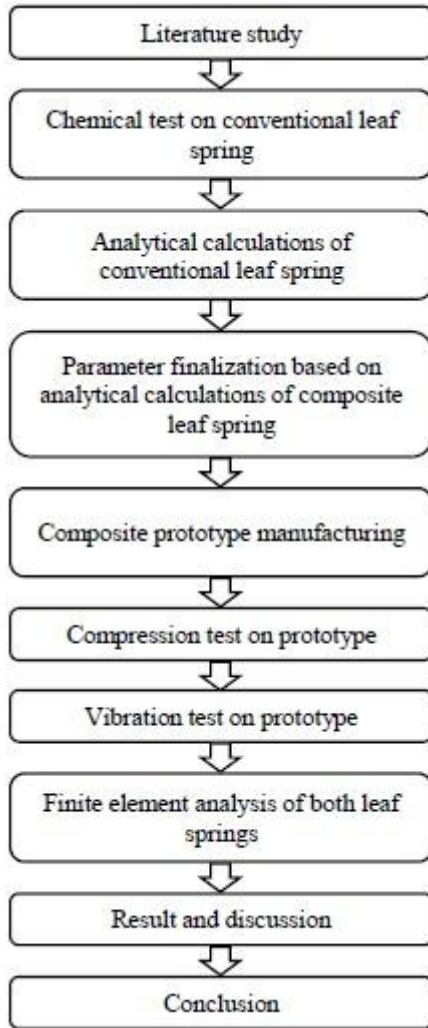 Literature study
Chemical test on conventional leaf
spring
Analytical calculations of
conventional leaf spring
Parameter finalization based on
analytical calculations of composite
leaf spring
Composite prototype manufacturing
Compression test on prototype
Vibration test on prototype
Finite element analysis of both leaf
springs
Result and discussion
Conclusion